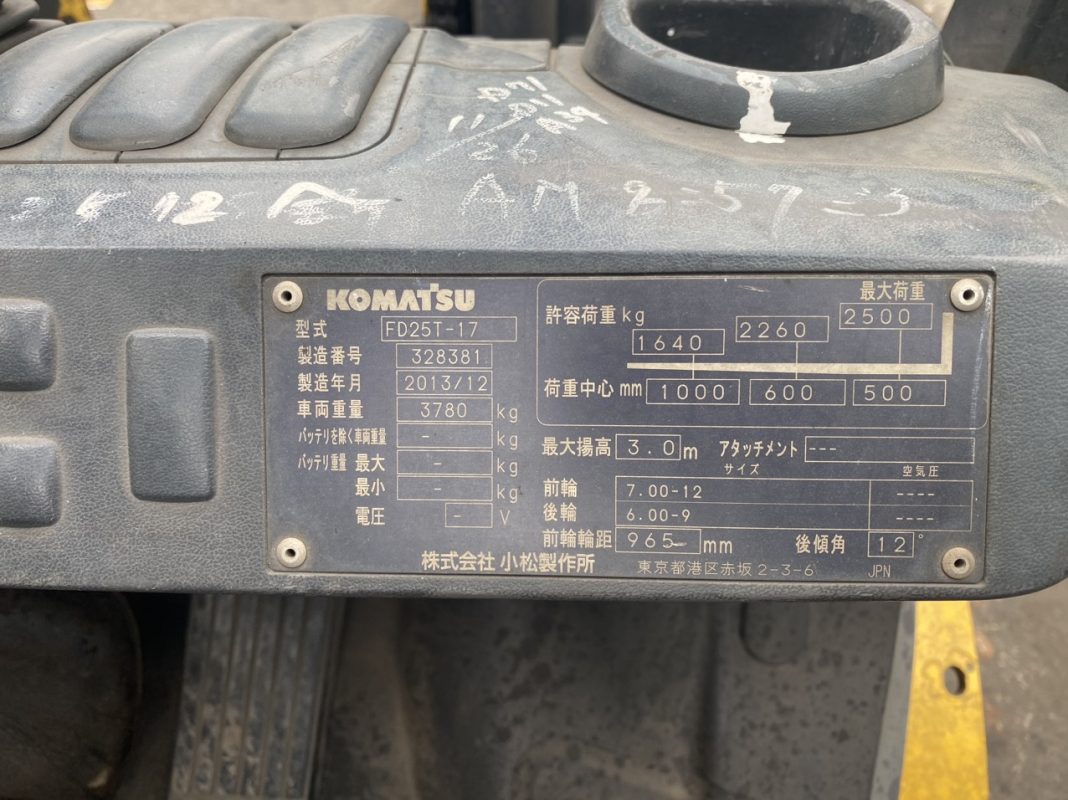 11/26
12
AM 8:57
KOMATSU
型式 FD25T-17
製造番号 328381
製造年月 2013/12
車両重量 3780 kg
バッテリを除く車両重量 - kg
バッテリ重量 最大 - kg
最小 - kg
電圧 - V
最大荷重
許容荷重 kg 1640 2260 2500
荷重中心 mm 1000 600 500
最大揚高 3.0 m アタッチメント ---
サイズ 空気圧
前輪 7.00-12 ----
後輪 6.00-9 ----
前輪輪距 965 mm 後傾角 12°
株式会社 小松製作所 東京都港区赤坂2-3-6 JPN